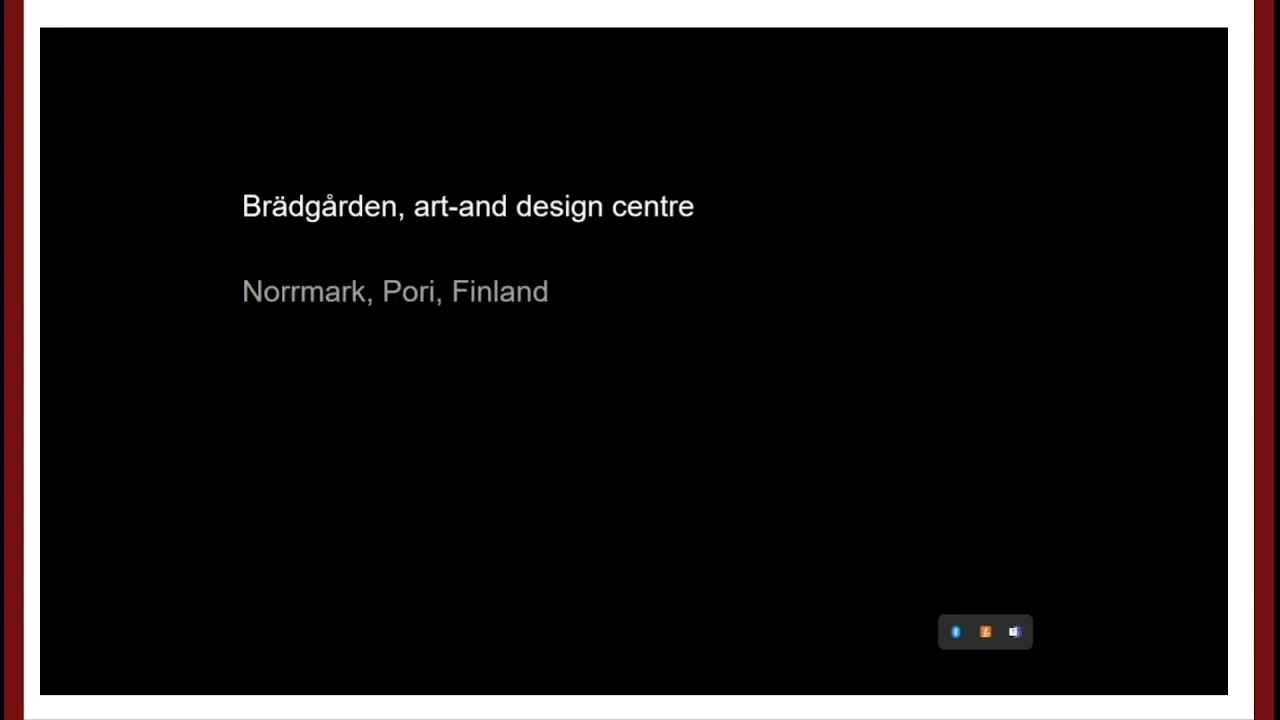 Brädgården, art-and design centre
Norrmark, Pori, Finland